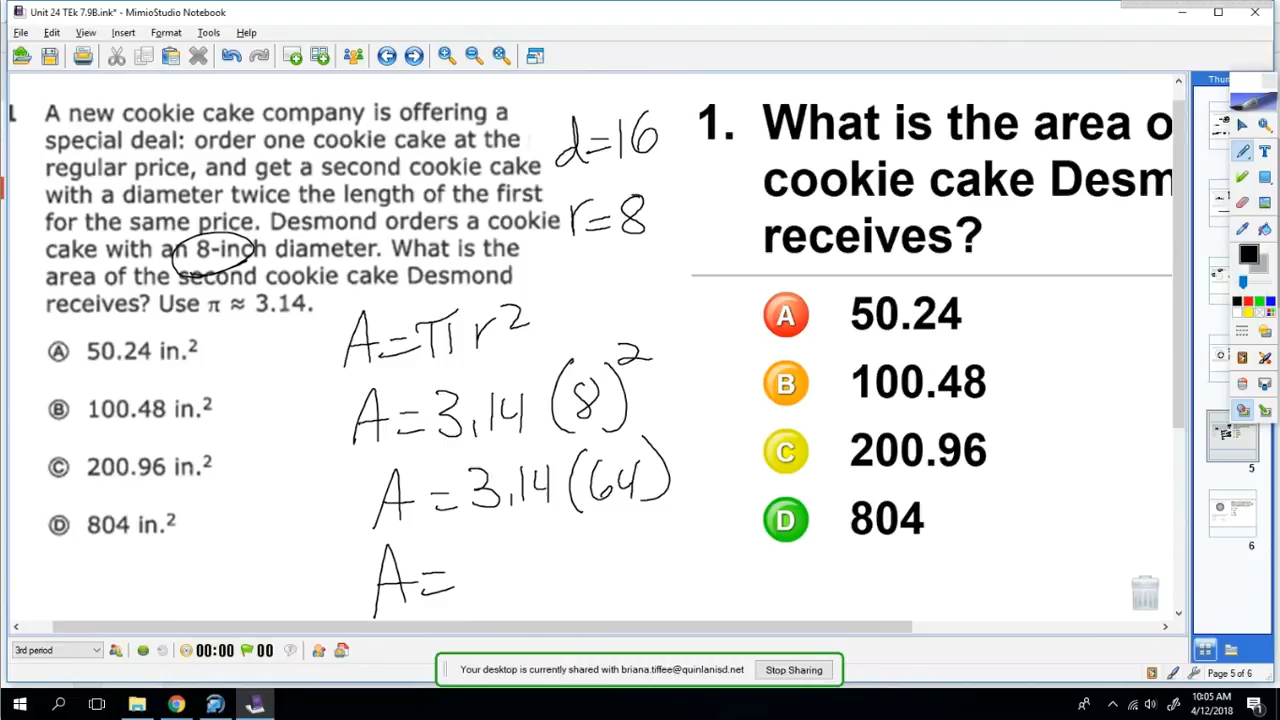 Unit 24 TEk 7.9B.ink* - MimioStudio Notebook
File Edit View Insert Format Tools Help
1 A new cookie cake company is offering a
special deal: order one cookie cake at the
regular price, and get a second cookie cake
with a diameter twice the length of the first
for the same price. Desmond orders a cookie
cake with an 8-inch diameter. What is the
area of the second cookie cake Desmond
receives? Use π ≈ 3.14.
A 50.24 in.²
B 100.48 in.²
C 200.96 in.²
D 804 in.²
d=16
r=8
A=πr²
A=3.14(8)²
A=3.14(64)
A=
1. What is the area o
cookie cake Desm
receives?
A 50.24
B 100.48
C 200.96
D 804
Thum
5
6
3rd period
00:00
00
Page 5 of 6
Your desktop is currently shared with briana.tiffee@quinlanisd.net
Stop Sharing
10:05 AM
4/12/2018